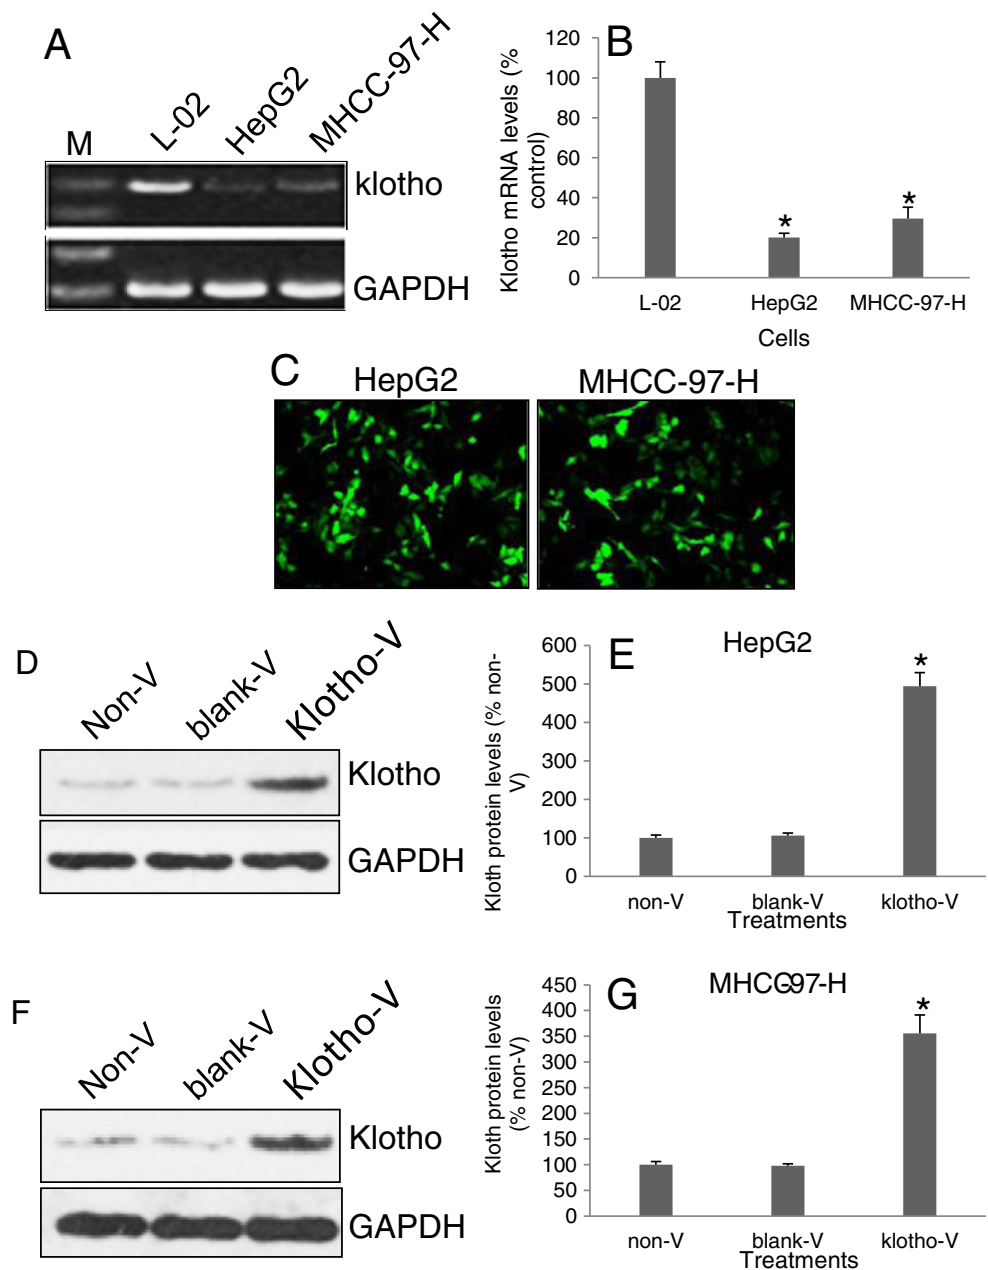 A
M
L-02
HepG2
MHCC-97-H
klotho
GAPDH
B
Klotho mRNA levels (%
control)
120
100
80
60
40
20
0
*
*
L-02
HepG2
MHCC-97-H
Cells
C
HepG2
MHCC-97-H
D
Non-V
blank-V
Klotho-V
Klotho
GAPDH
E
HepG2
Kloth protein levels (% non-
V)
600
500
400
300
200
100
0
*
non-V
blank-V
klotho-V
Treatments
F
Non-V
blank-V
Klotho-V
Klotho
GAPDH
G
MHCC-97-H
Kloth protein levels
(% non-V)
450
400
350
300
250
200
150
100
50
0
*
non-V
blank-V
klotho-V
Treatments